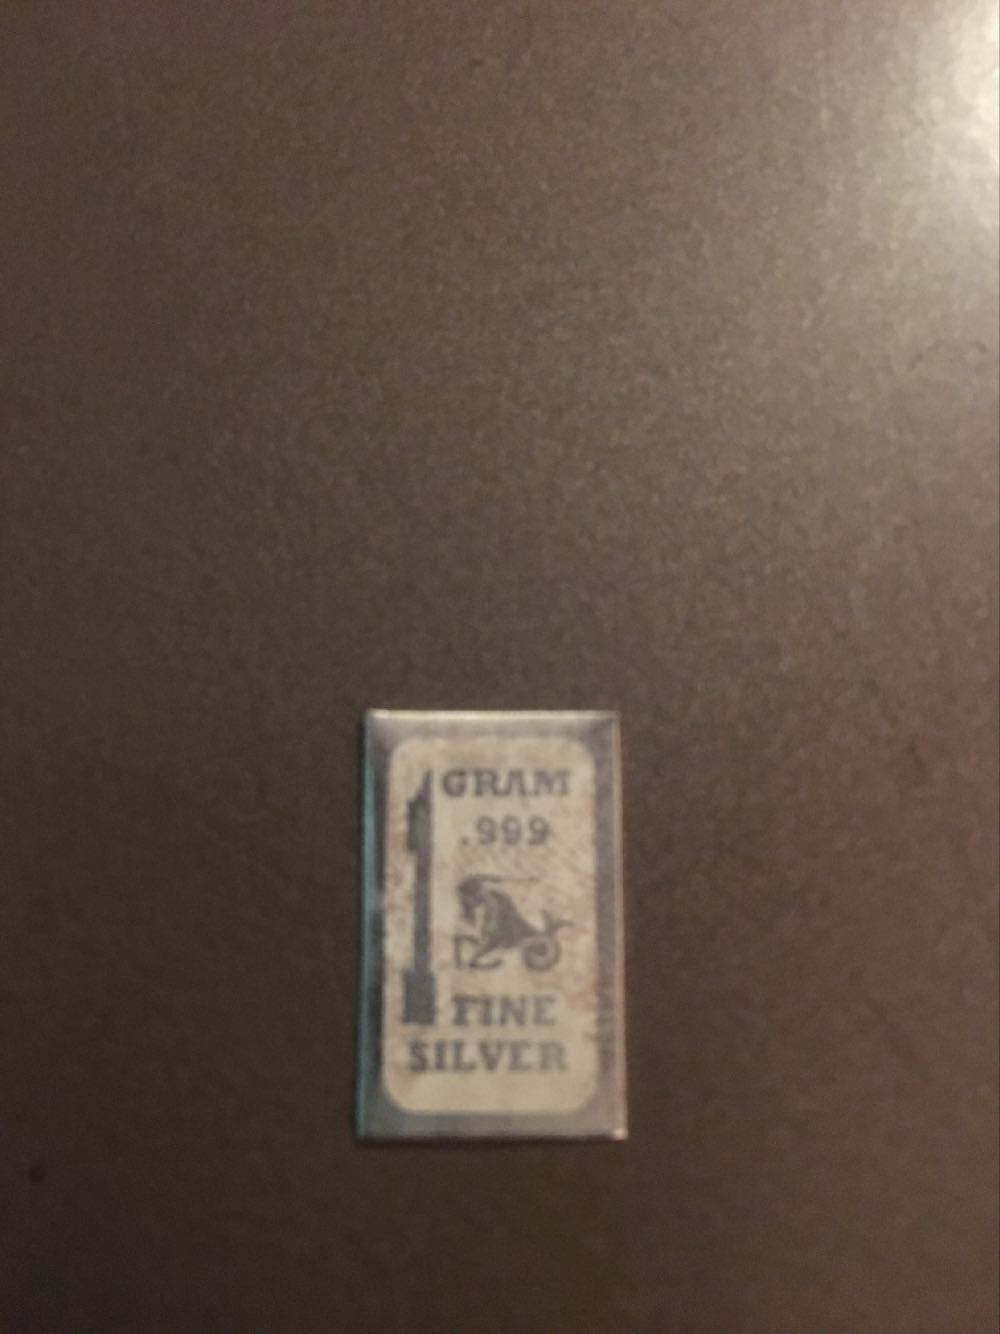 1 GRAM
.999
FINE
SILVER